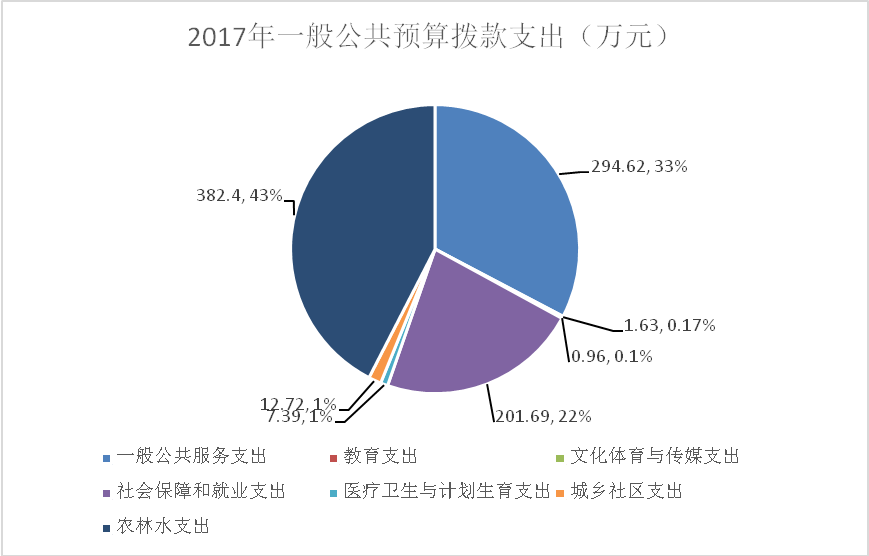 2017年一般公共预算拨款支出（万元）
294.62, 33%
382.4, 43%
1.63, 0.17%
0.96, 0.1%
12.72, 1%
7.39, 1%
201.69, 22%
一般公共服务支出 教育支出 文化体育与传媒支出
社会保障和就业支出 医疗卫生与计划生育支出 城乡社区支出
农林水支出